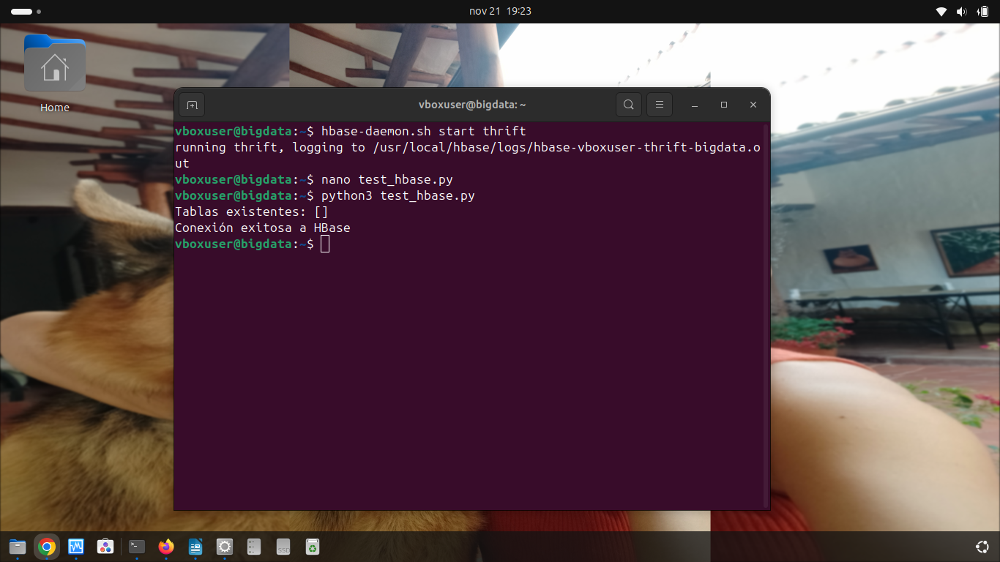 nov 21 19:23
Home
vboxuser@bigdata: ~
vboxuser@bigdata:~$ hbase-daemon.sh start thrift
running thrift, logging to /usr/local/hbase/logs/hbase-vboxuser-thrift-bigdata.o
ut
vboxuser@bigdata:~$ nano test_hbase.py
vboxuser@bigdata:~$ python3 test_hbase.py
Tablas existentes: []
Conexión exitosa a HBase
vboxuser@bigdata:~$
SSD